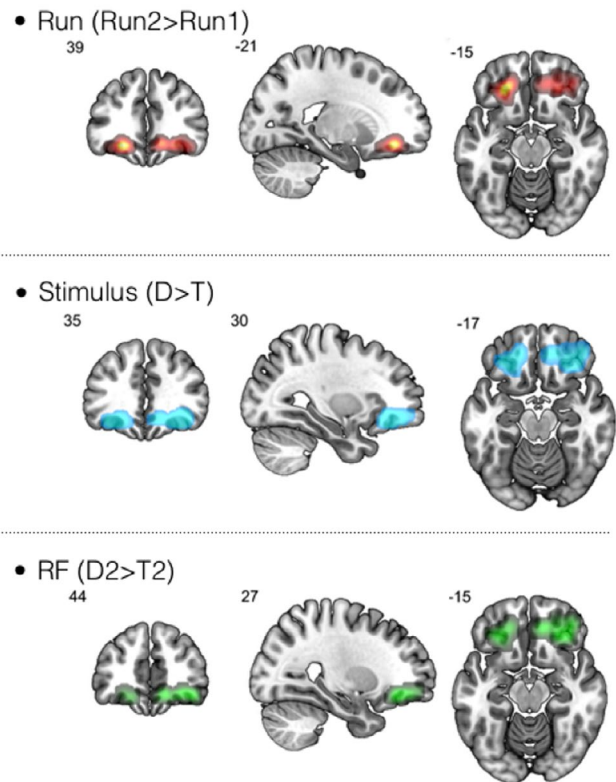 • Run (Run2>Run1)
39 -21 -15
• Stimulus (D>T)
35 30 -17
• RF (D2>T2)
44 27 -15